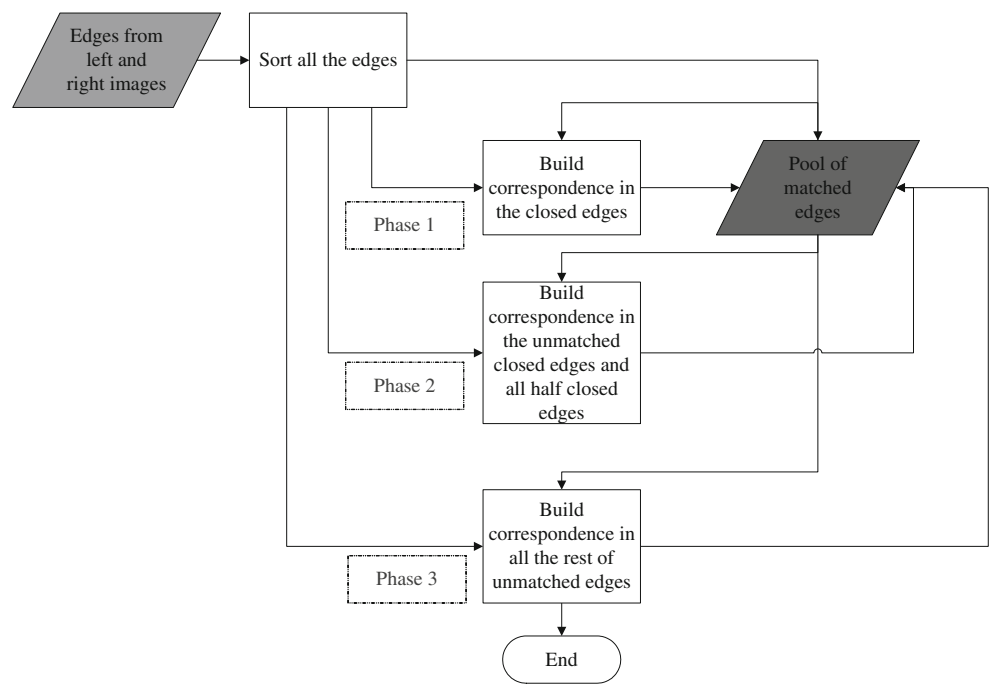 Edges from
left and
right images
Sort all the edges
Build
correspondence in
the closed edges
Pool of
matched
edges
Phase 1
Build
correspondence in
the unmatched
closed edges and
all half closed
edges
Phase 2
Build
correspondence in
all the rest of
unmatched edges
Phase 3
End